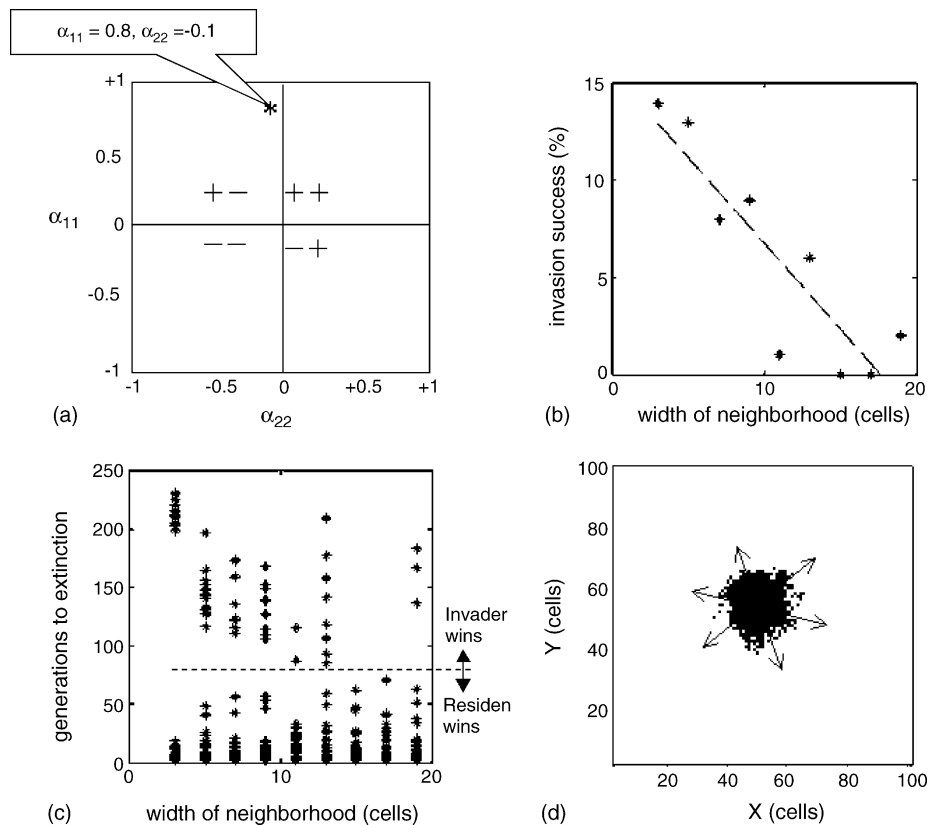 α11 = 0.8, α22 =-0.1
+1
0.5
α11
0
-0.5
-1
+ —
+ +
— —
— +
-1
-0.5
0
+0.5
+1
(a)
α22
15
10
5
0
invasion success (%)
0
10
20
(b)
width of neighborhood (cells)
250
200
150
100
50
0
generations to extinction
Invader
wins
Residen
wins
0
10
20
(c)
width of neighborhood (cells)
100
80
60
40
20
Y (cells)
20
40
60
80
100
(d)
X (cells)